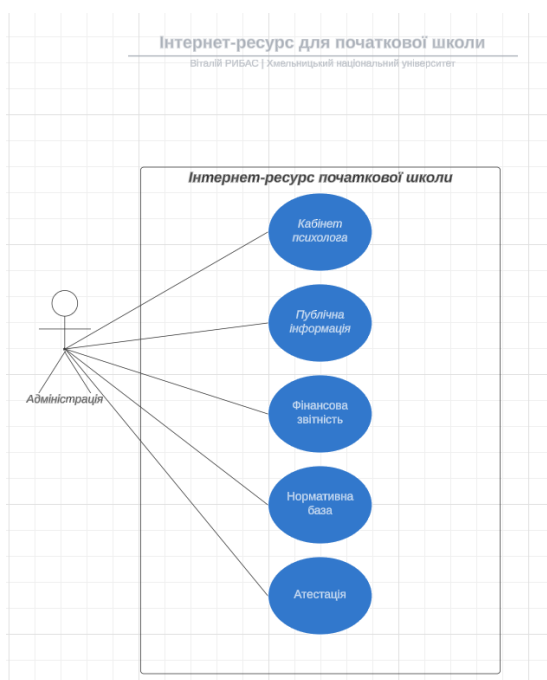 Інтернет-ресурс для початкової школи
Віталій РИБАС | Хмельницький національний університет
Інтернет-ресурс початкової школи
Кабінет
психолога
Публічна
інформація
Фінансова
звітність
Адміністрація
Нормативна
база
Атестація